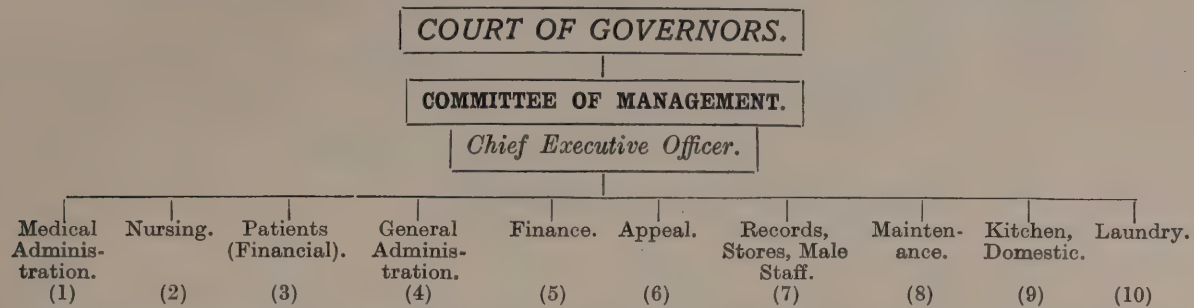 COURT OF GOVERNORS.
COMMITTEE OF MANAGEMENT.
Chief Executive Officer.
Medical Adminis-tration. (1)
Nursing. (2)
Patients (Financial). (3)
General Adminis-tration. (4)
Finance. (5)
Appeal. (6)
Records, Stores, Male Staff. (7)
Mainten-ance. (8)
Kitchen, Domestic. (9)
Laundry. (10)